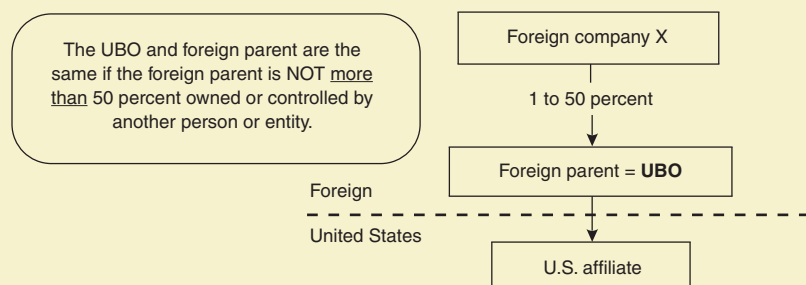 The UBO and foreign parent are the
same if the foreign parent is NOT more
than 50 percent owned or controlled by
another person or entity.
Foreign company X
1 to 50 percent
Foreign parent = UBO
Foreign
United States
U.S. affiliate